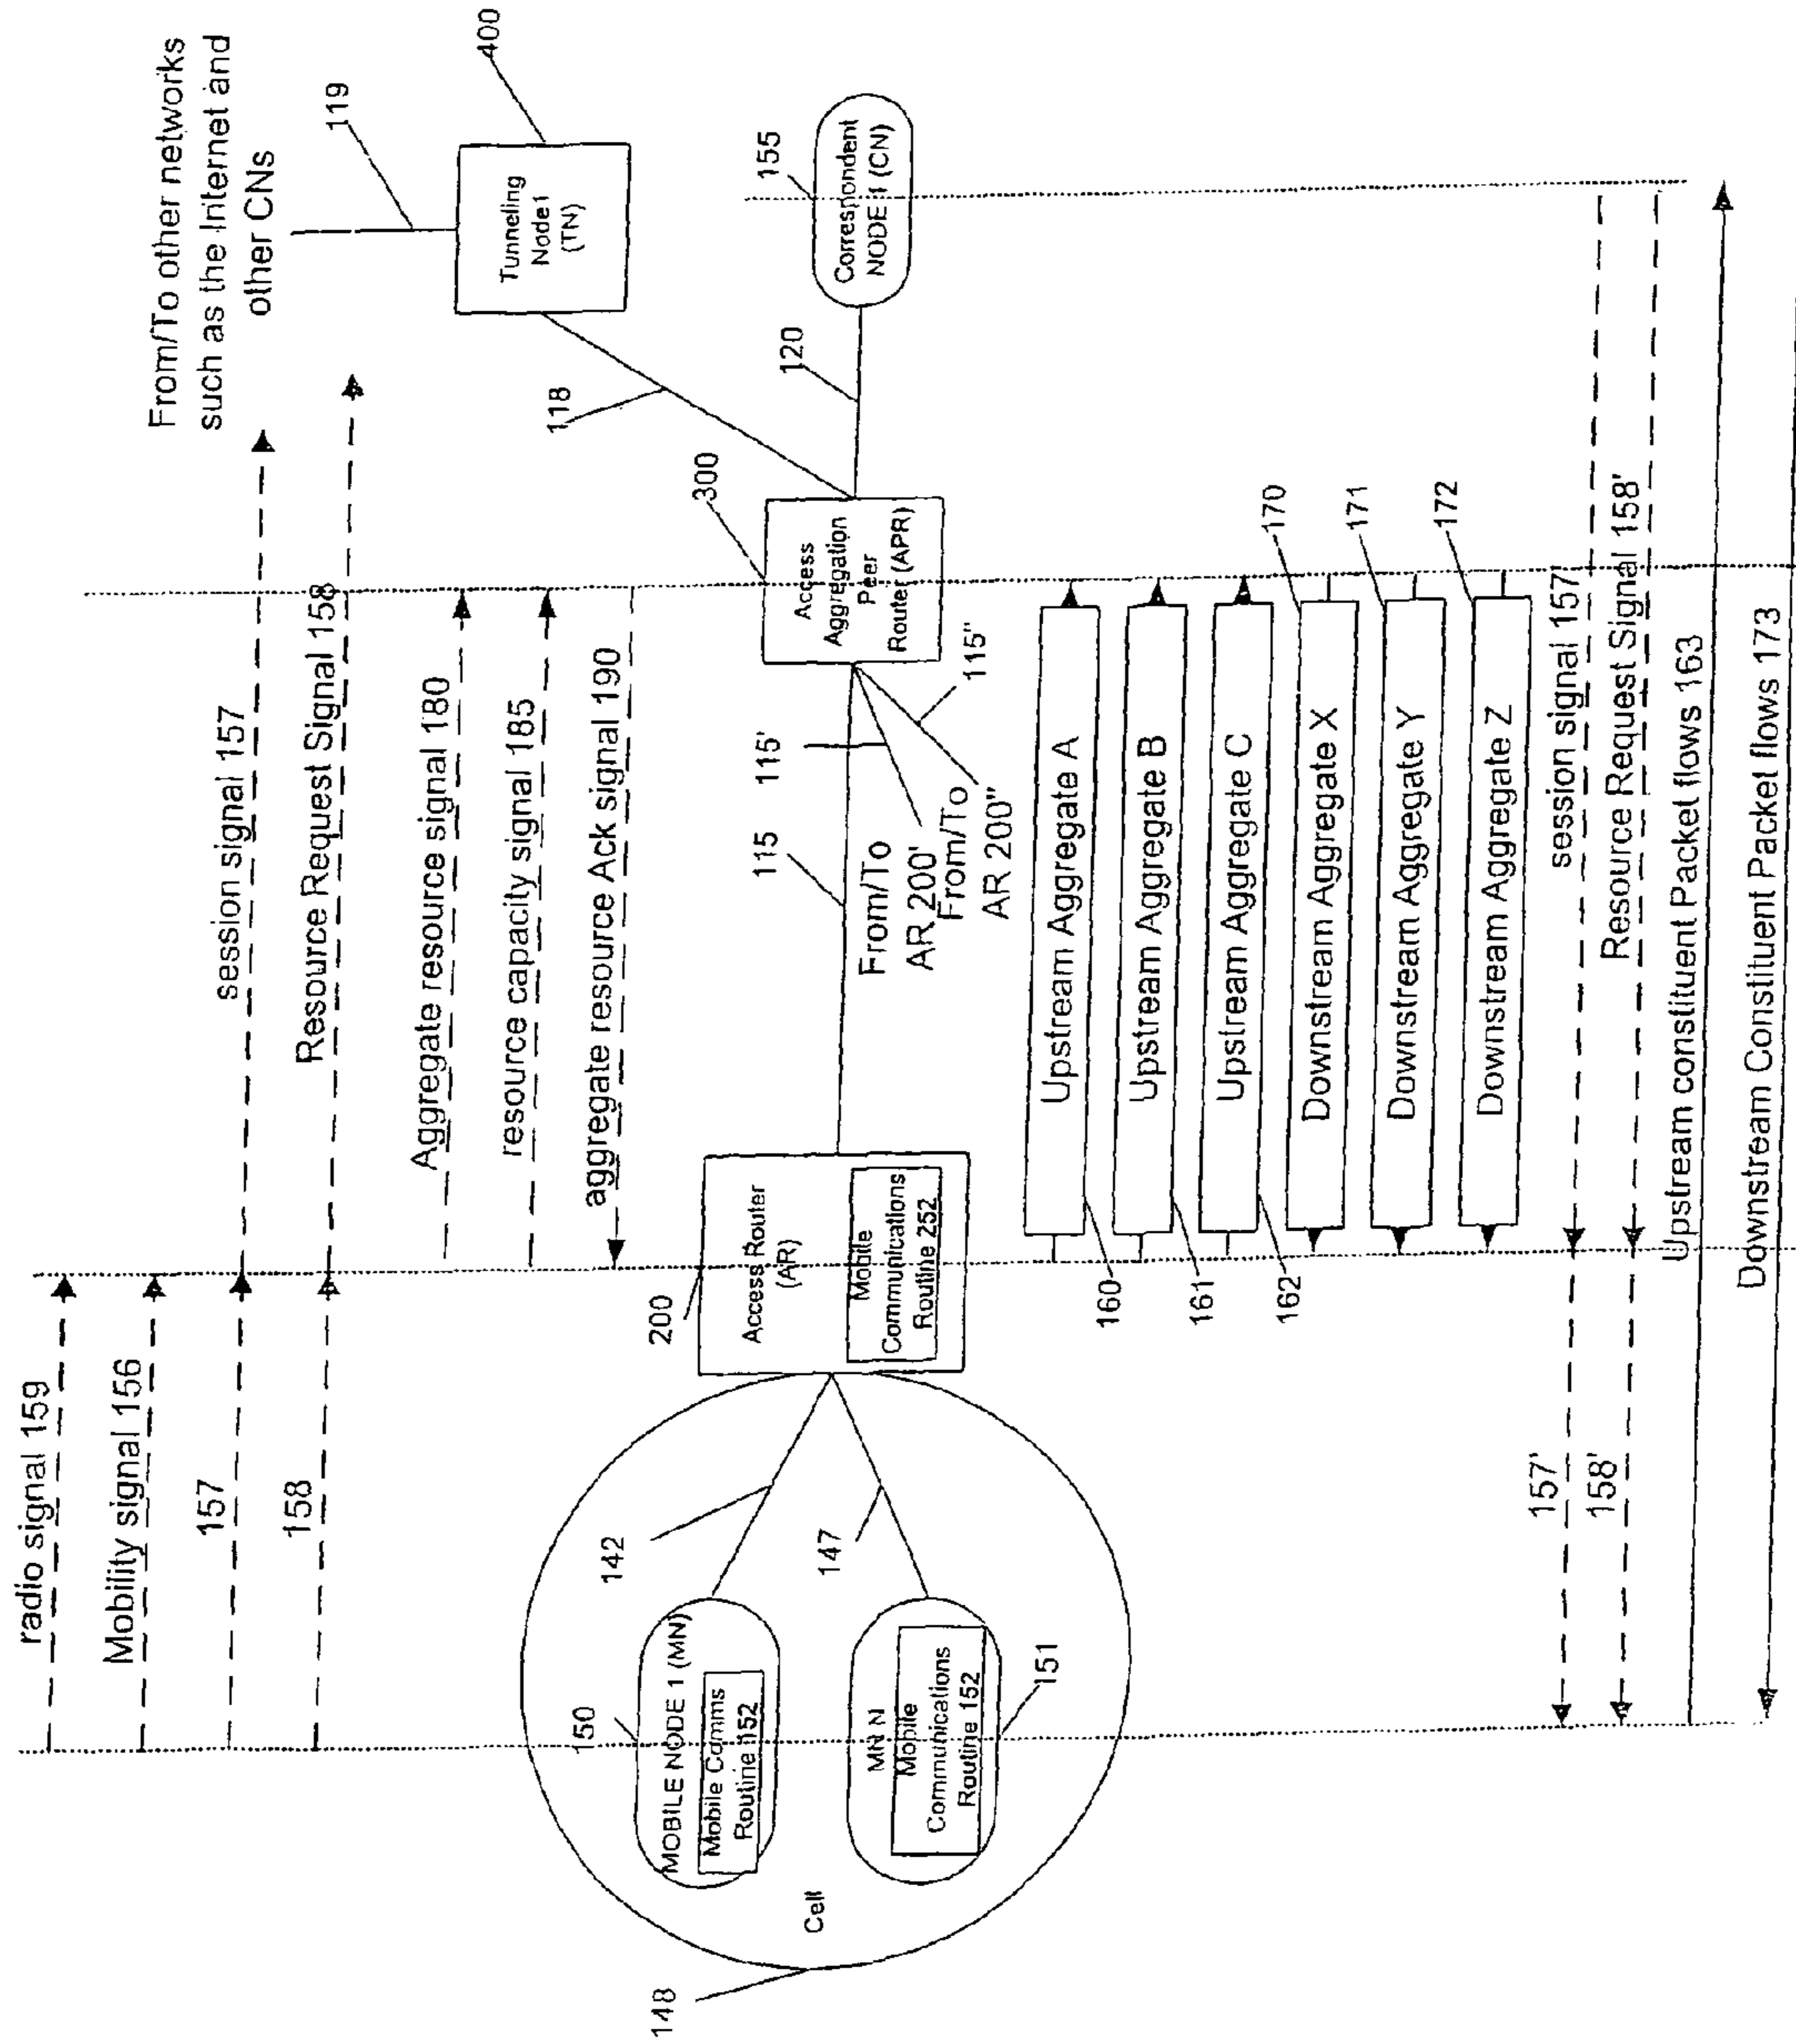 From/To other networks
such as the Internet and
other CNs
119
400
Tunneling
Node1
(TN)
118
radio signal 159
Mobility signal 156
157
session signal 157
158
Resource Request Signal 158
Aggregate resource signal 180
resource capacity signal 185
aggregate resource Ack signal 190
148
Cell
150
MOBILE NODE 1 (MN)
Mobile Comms
Routine 152
142
147
MN N
Mobile
Communications
Routine 152
151
200
Access Router
(AR)
Mobile
Communications
Routine 252
115
115'
115"
From/To
AR 200'
From/To
AR 200"
300
Access
Aggregation
Peer
Router (APR)
120
155
Correspondent
NODE 1 (CN)
160
Upstream Aggregate A
161
Upstream Aggregate B
162
Upstream Aggregate C
Downstream Aggregate X
170
Downstream Aggregate Y
171
Downstream Aggregate Z
172
157'
session signal 157'
158'
Resource Request Signal 158'
Upstream constituent Packet flows 163
Downstream Constituent Packet flows 173